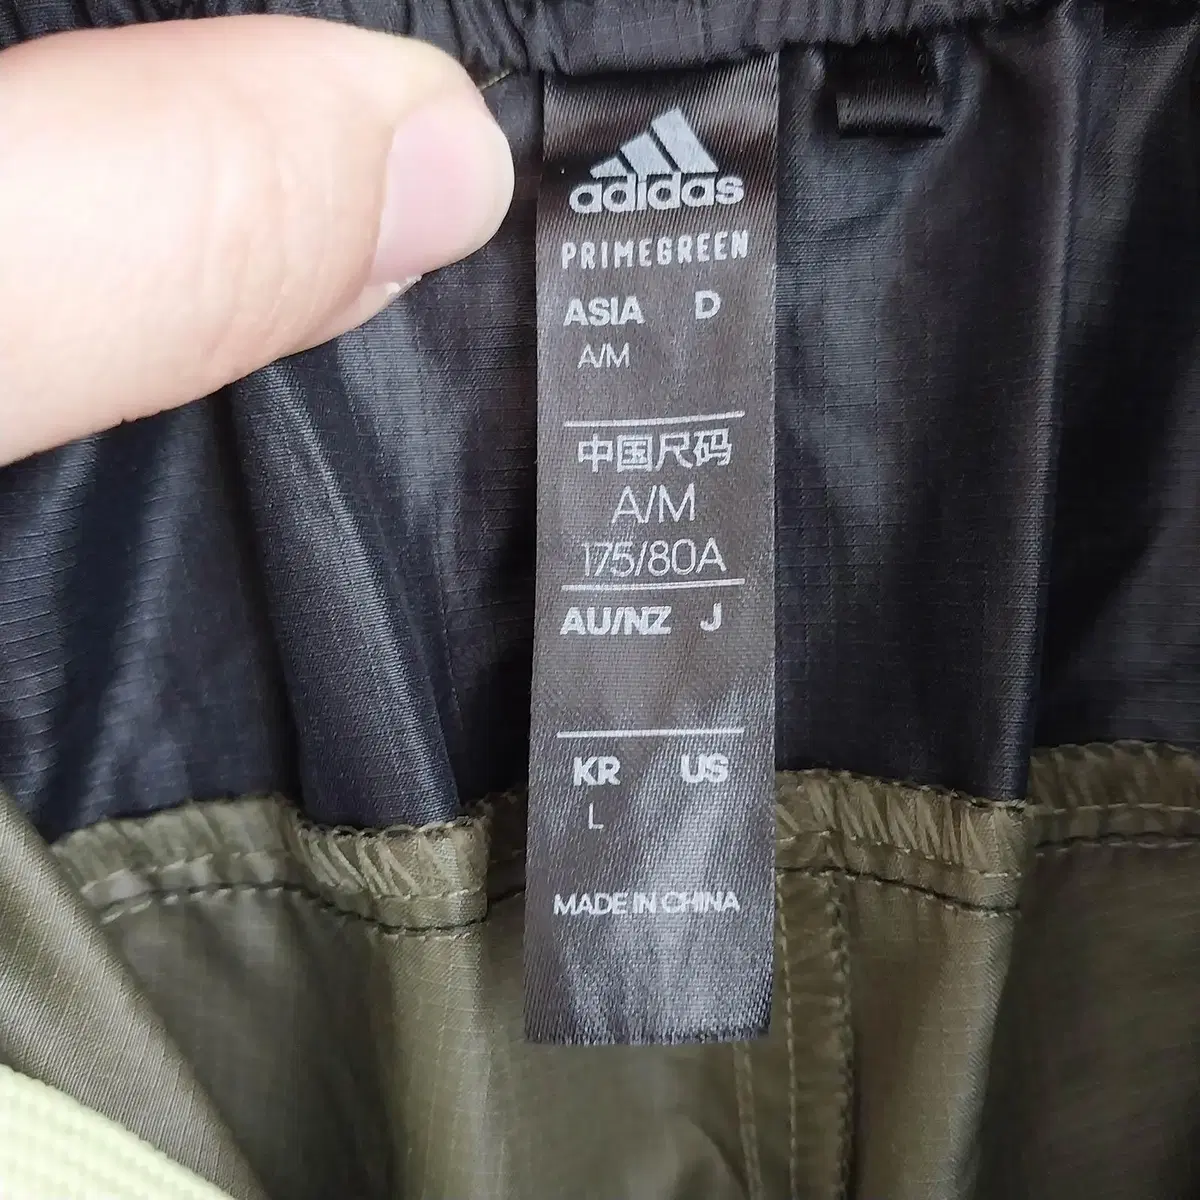 adidas
PRIMEGREEN
ASIA D
A/M
中国尺码
A/M
175/80A
AU/NZ J
KR US
L
MADE IN CHINA